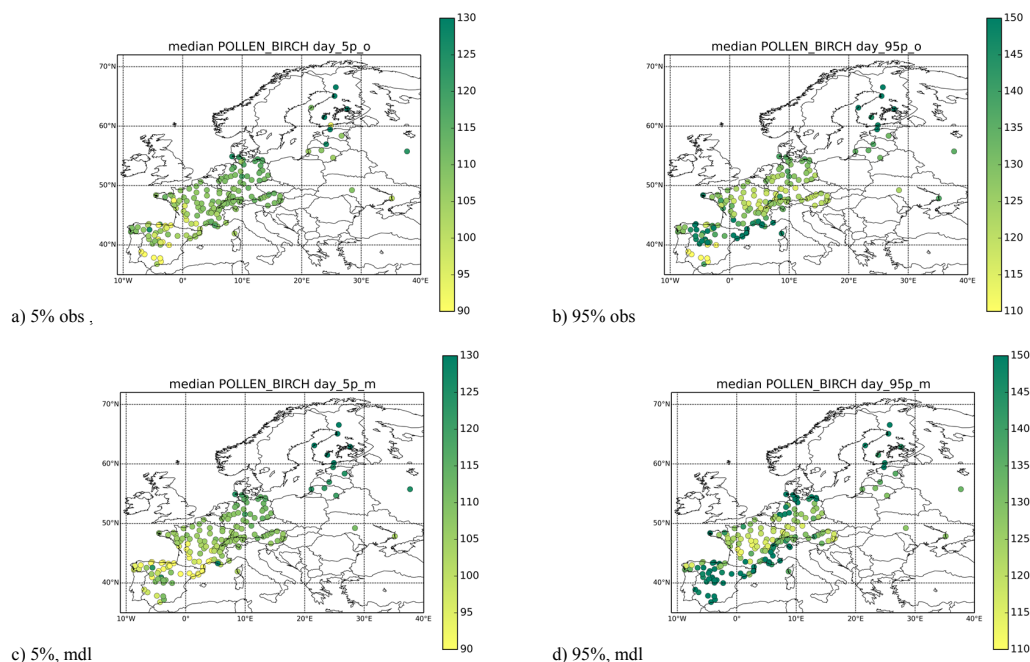 median POLLEN_BIRCH day_5p_o
70°N
60°N
50°N
40°N
10°W 0° 10°E 20°E 30°E 40°E
130
125
120
115
110
105
100
95
90
a) 5% obs ,
median POLLEN_BIRCH day_95p_o
70°N
60°N
50°N
40°N
10°W 0° 10°E 20°E 30°E 40°E
150
145
140
135
130
125
120
115
110
b) 95% obs
median POLLEN_BIRCH day_5p_m
70°N
60°N
50°N
40°N
10°W 0° 10°E 20°E 30°E 40°E
130
125
120
115
110
105
100
95
90
c) 5%, mdl
median POLLEN_BIRCH day_95p_m
70°N
60°N
50°N
40°N
10°W 0° 10°E 20°E 30°E 40°E
150
145
140
135
130
125
120
115
110
d) 95%, mdl